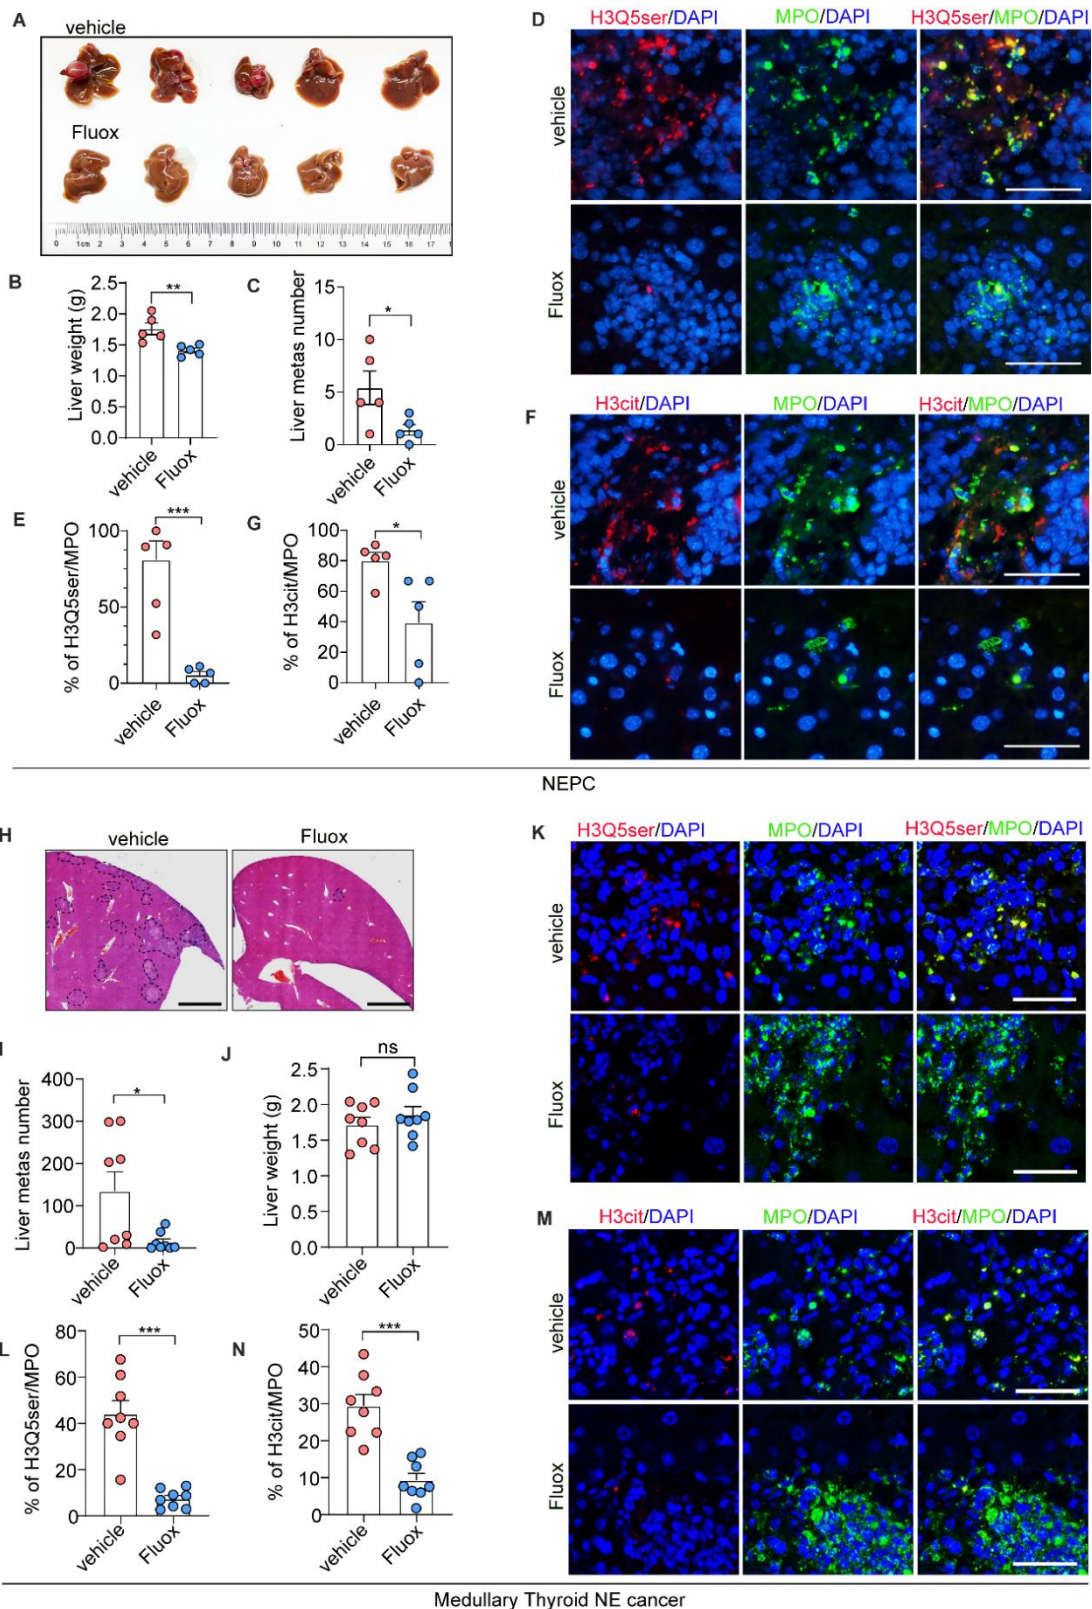 A
vehicle
Fluox
0 1cm 2 3 4 5 6 7 8 9 10 11 12 13 14 15 16 17
B
Liver weight (g)
2.5
2.0
1.5
1.0
0.5
0.0
**
vehicle
Fluox
C
Liver metas number
15
10
5
0
*
vehicle
Fluox
D
H3Q5ser/DAPI MPO/DAPI H3Q5ser/MPO/DAPI
vehicle
Fluox
E
% of H3Q5ser/MPO
100
50
0
***
vehicle
Fluox
G
% of H3cit/MPO
100
80
60
40
20
0
*
vehicle
Fluox
F
H3cit/DAPI MPO/DAPI H3cit/MPO/DAPI
vehicle
Fluox
NEPC
H
vehicle Fluox
I
Liver metas number
400
300
200
100
0
*
vehicle
Fluox
J
Liver weight (g)
2.5
2.0
1.5
1.0
0.5
0.0
ns
vehicle
Fluox
K
H3Q5ser/DAPI MPO/DAPI H3Q5ser/MPO/DAPI
vehicle
Fluox
L
% of H3Q5ser/MPO
80
60
40
20
0
***
vehicle
Fluox
N
% of H3cit/MPO
50
40
30
20
10
0
***
vehicle
Fluox
M
H3cit/DAPI MPO/DAPI H3cit/MPO/DAPI
vehicle
Fluox
Medullary Thyroid NE cancer